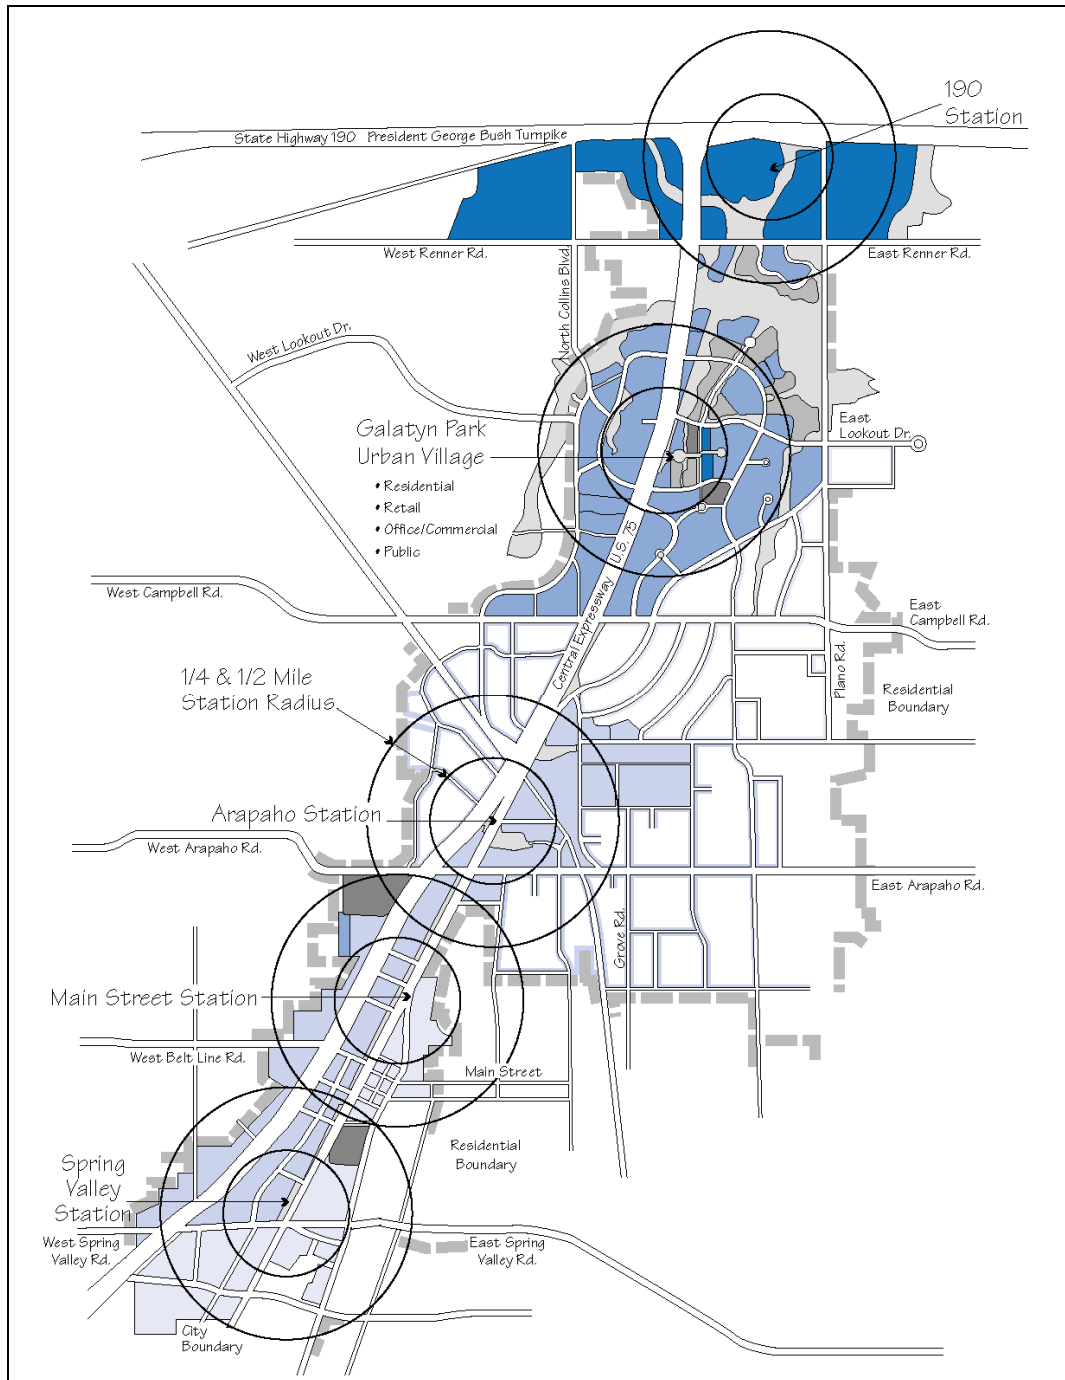 190
Station
State Highway 190 President George Bush Turnpike
West Renner Rd.
East Renner Rd.
North Collins Blvd.
West Lookout Dr.
East
Lookout Dr.
Galatyn Park
Urban Village
• Residential
• Retail
• Office/Commercial
• Public
Central Expressway U.S. 75
West Campbell Rd.
East
Campbell Rd.
Plano Rd.
1/4 & 1/2 Mile
Station Radius
Residential
Boundary
Arapaho Station
West Arapaho Rd.
East Arapaho Rd.
Grove Rd.
Main Street Station
West Belt Line Rd.
Main Street
Residential
Boundary
Spring
Valley
Station
West Spring
Valley Rd.
East Spring
Valley Rd.
City
Boundary